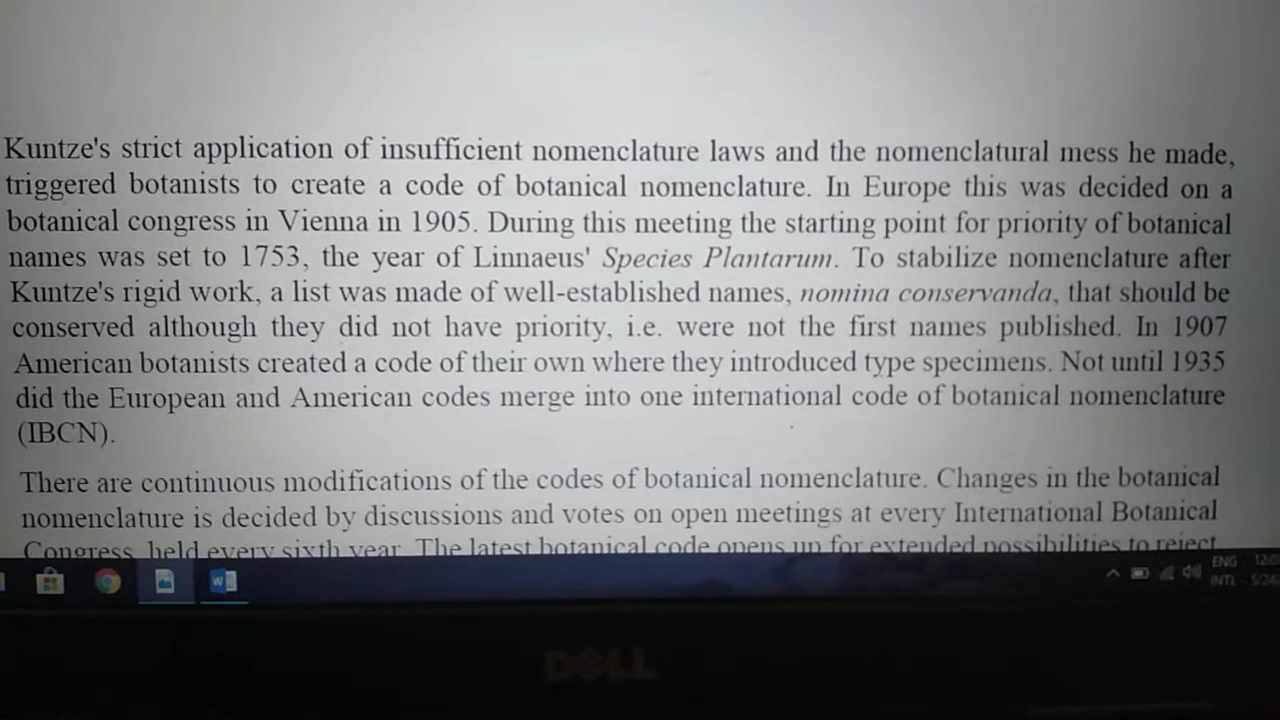 Kuntze's strict application of insufficient nomenclature laws and the nomenclatural mess he made,
triggered botanists to create a code of botanical nomenclature. In Europe this was decided on a
botanical congress in Vienna in 1905. During this meeting the starting point for priority of botanical
names was set to 1753, the year of Linnaeus' Species Plantarum. To stabilize nomenclature after
Kuntze's rigid work, a list was made of well-established names, nomina conservanda, that should be
conserved although they did not have priority, i.e. were not the first names published. In 1907
American botanists created a code of their own where they introduced type specimens. Not until 1935
did the European and American codes merge into one international code of botanical nomenclature
(IBCN).
There are continuous modifications of the codes of botanical nomenclature. Changes in the botanical
nomenclature is decided by discussions and votes on open meetings at every International Botanical
Congress, held every sixth year. The latest botanical code opens up for extended possibilities to reject
ENG
INTL
DELL